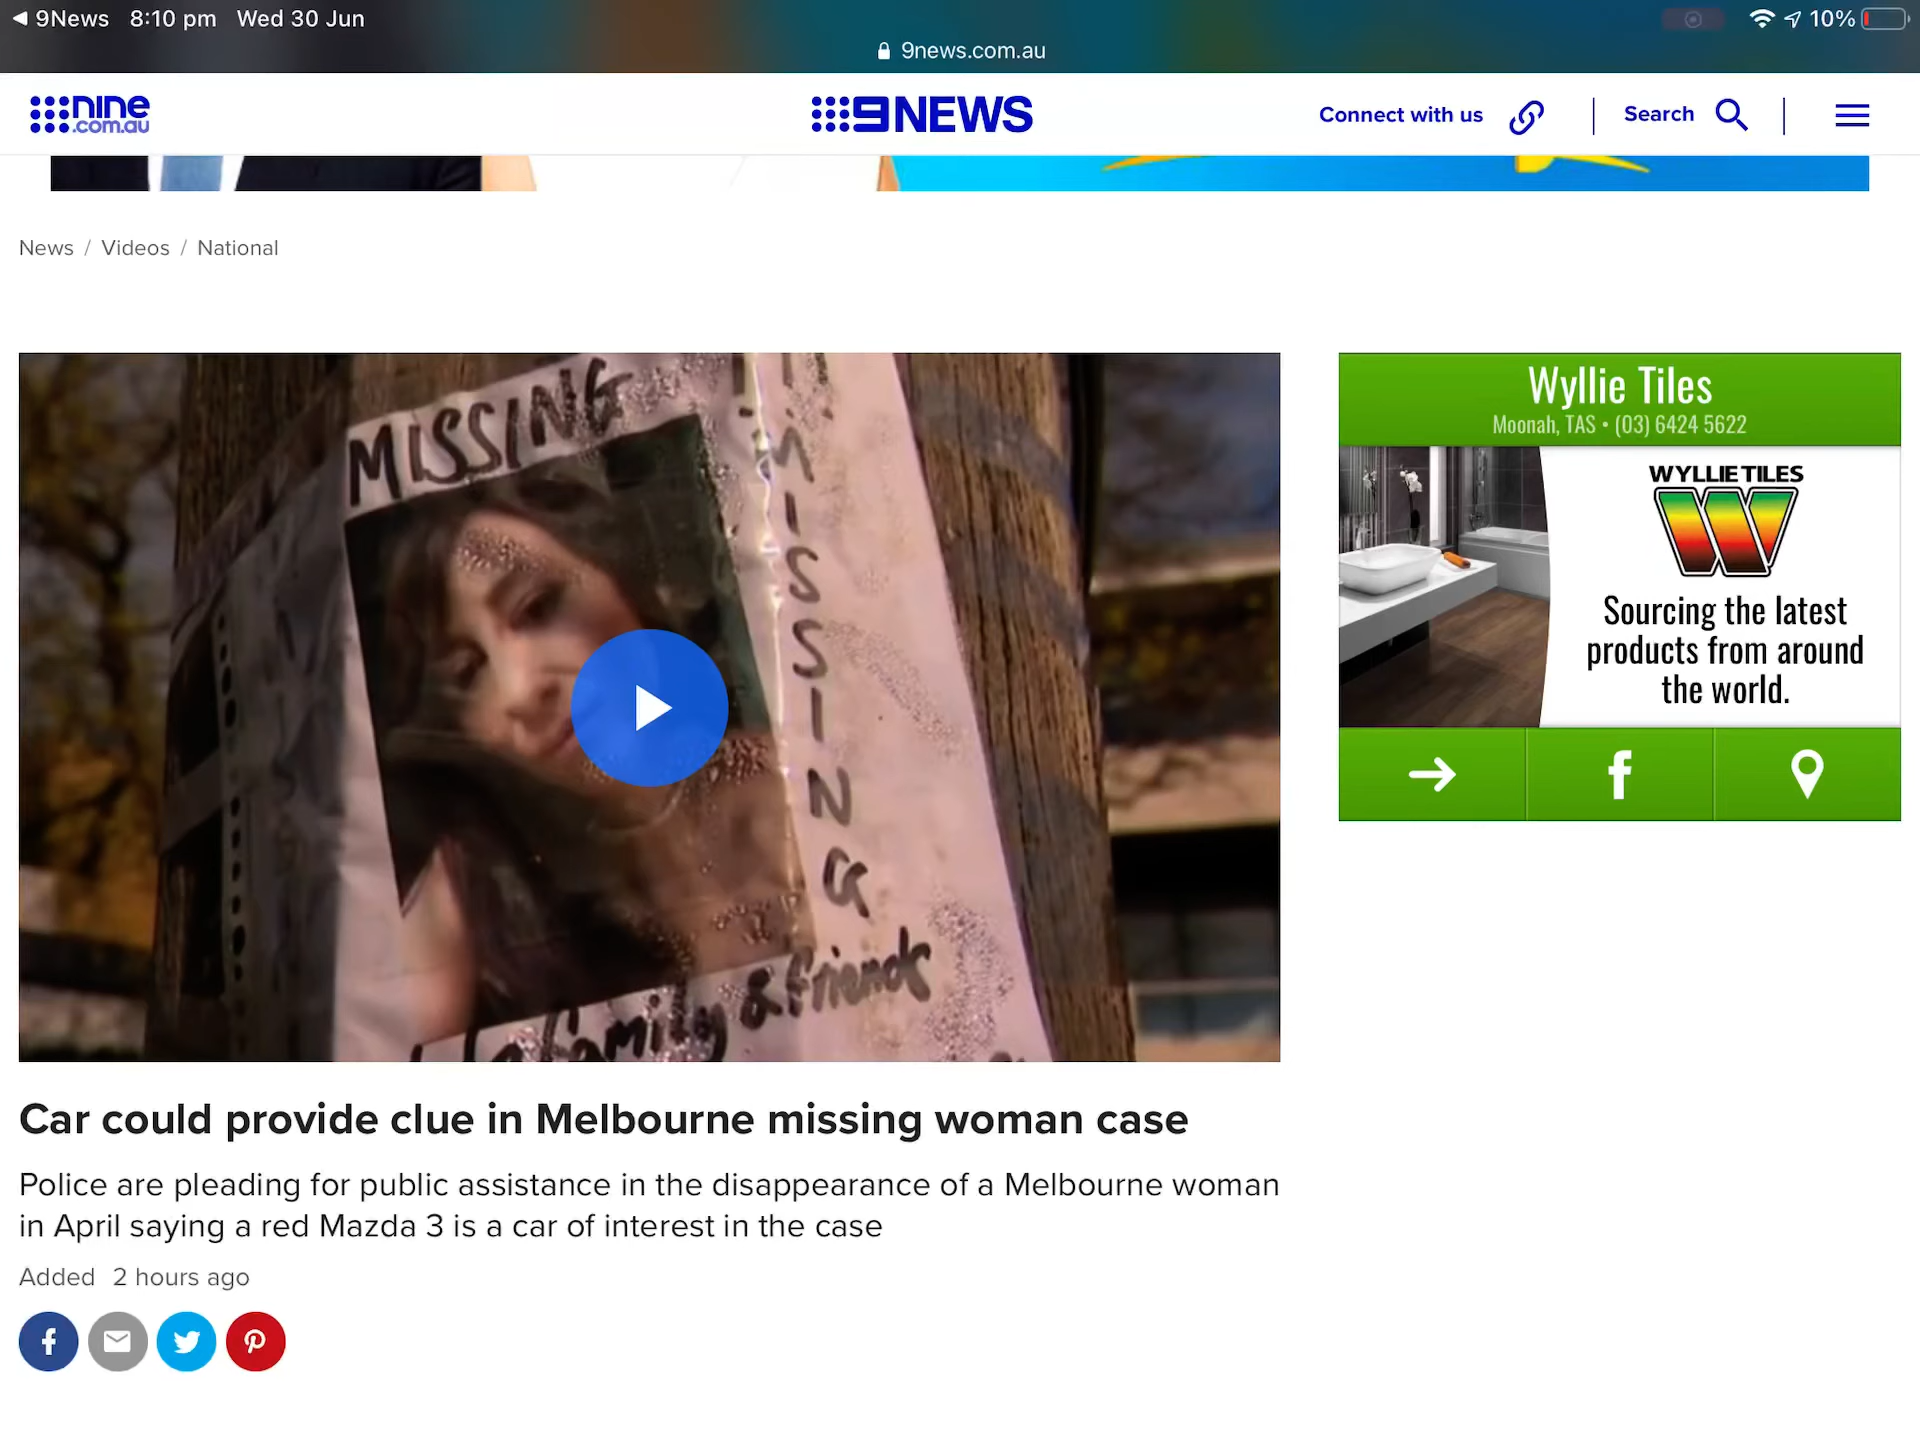 9News 8:10 pm Wed 30 Jun
10%
9news.com.au
nine
.com.au
9NEWS
Connect with us
Search
News / Videos / National
MISSING
MISSING
family & friends
Wyllie Tiles
Moonah, TAS • (03) 6424 5622
WYLLIE TILES
Sourcing the latest
products from around
the world.
Car could provide clue in Melbourne missing woman case
Police are pleading for public assistance in the disappearance of a Melbourne woman
in April saying a red Mazda 3 is a car of interest in the case
Added 2 hours ago